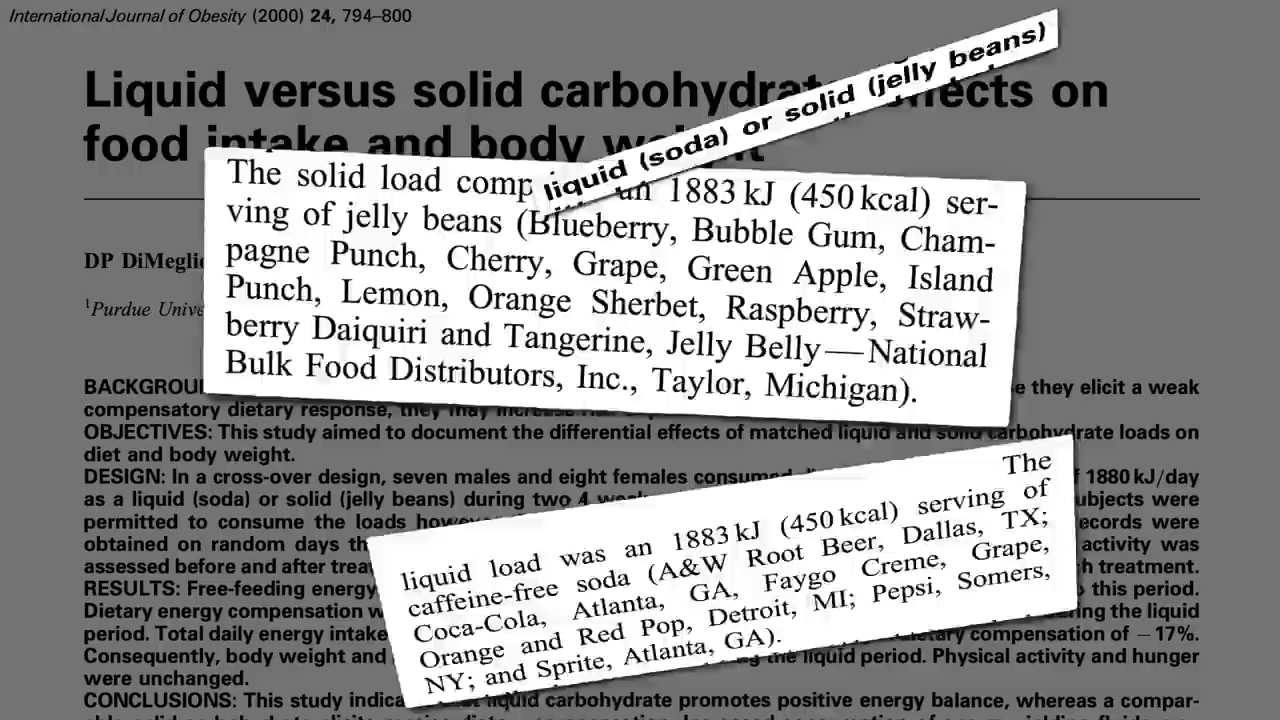 International Journal of Obesity (2000) 24, 794–800
Liquid versus solid carbohydrate: effects on
food intake and body weight
liquid (soda) or solid (jelly beans)
The solid load comp an 1883 kJ (450 kcal) ser-
ving of jelly beans (Blueberry, Bubble Gum, Cham-
pagne Punch, Cherry, Grape, Green Apple, Island
Punch, Lemon, Orange Sherbet, Raspberry, Straw-
berry Daiquiri and Tangerine, Jelly Belly—National
Bulk Food Distributors, Inc., Taylor, Michigan).
DP DiMeglio
1Purdue Unive
BACKGROU e they elicit a weak
compensatory dietary response, they may increase
OBJECTIVES: This study aimed to document the differential effects of matched liquid and solid carbohydrate loads on
diet and body weight.
DESIGN: In a cross-over design, seven males and eight females consumed f 1880 kJ/day
as a liquid (soda) or solid (jelly beans) during two 4 week ubjects were
permitted to consume the loads however ecords were
obtained on random days th activity was
assessed before and after trea h treatment.
RESULTS: Free-feeding energy this period.
Dietary energy compensation w ing the liquid
period. Total daily energy intake dietary compensation of −17%.
Consequently, body weight and the liquid period. Physical activity and hunger
were unchanged.
CONCLUSIONS: This study indica liquid carbohydrate promotes positive energy balance, whereas a compar-
The
liquid load was an 1883 kJ (450 kcal) serving of
caffeine-free soda (A&W Root Beer, Dallas, TX;
Coca-Cola, Atlanta, GA, Faygo Creme, Grape,
Orange and Red Pop, Detroit, MI; Pepsi, Somers,
NY; and Sprite, Atlanta, GA).